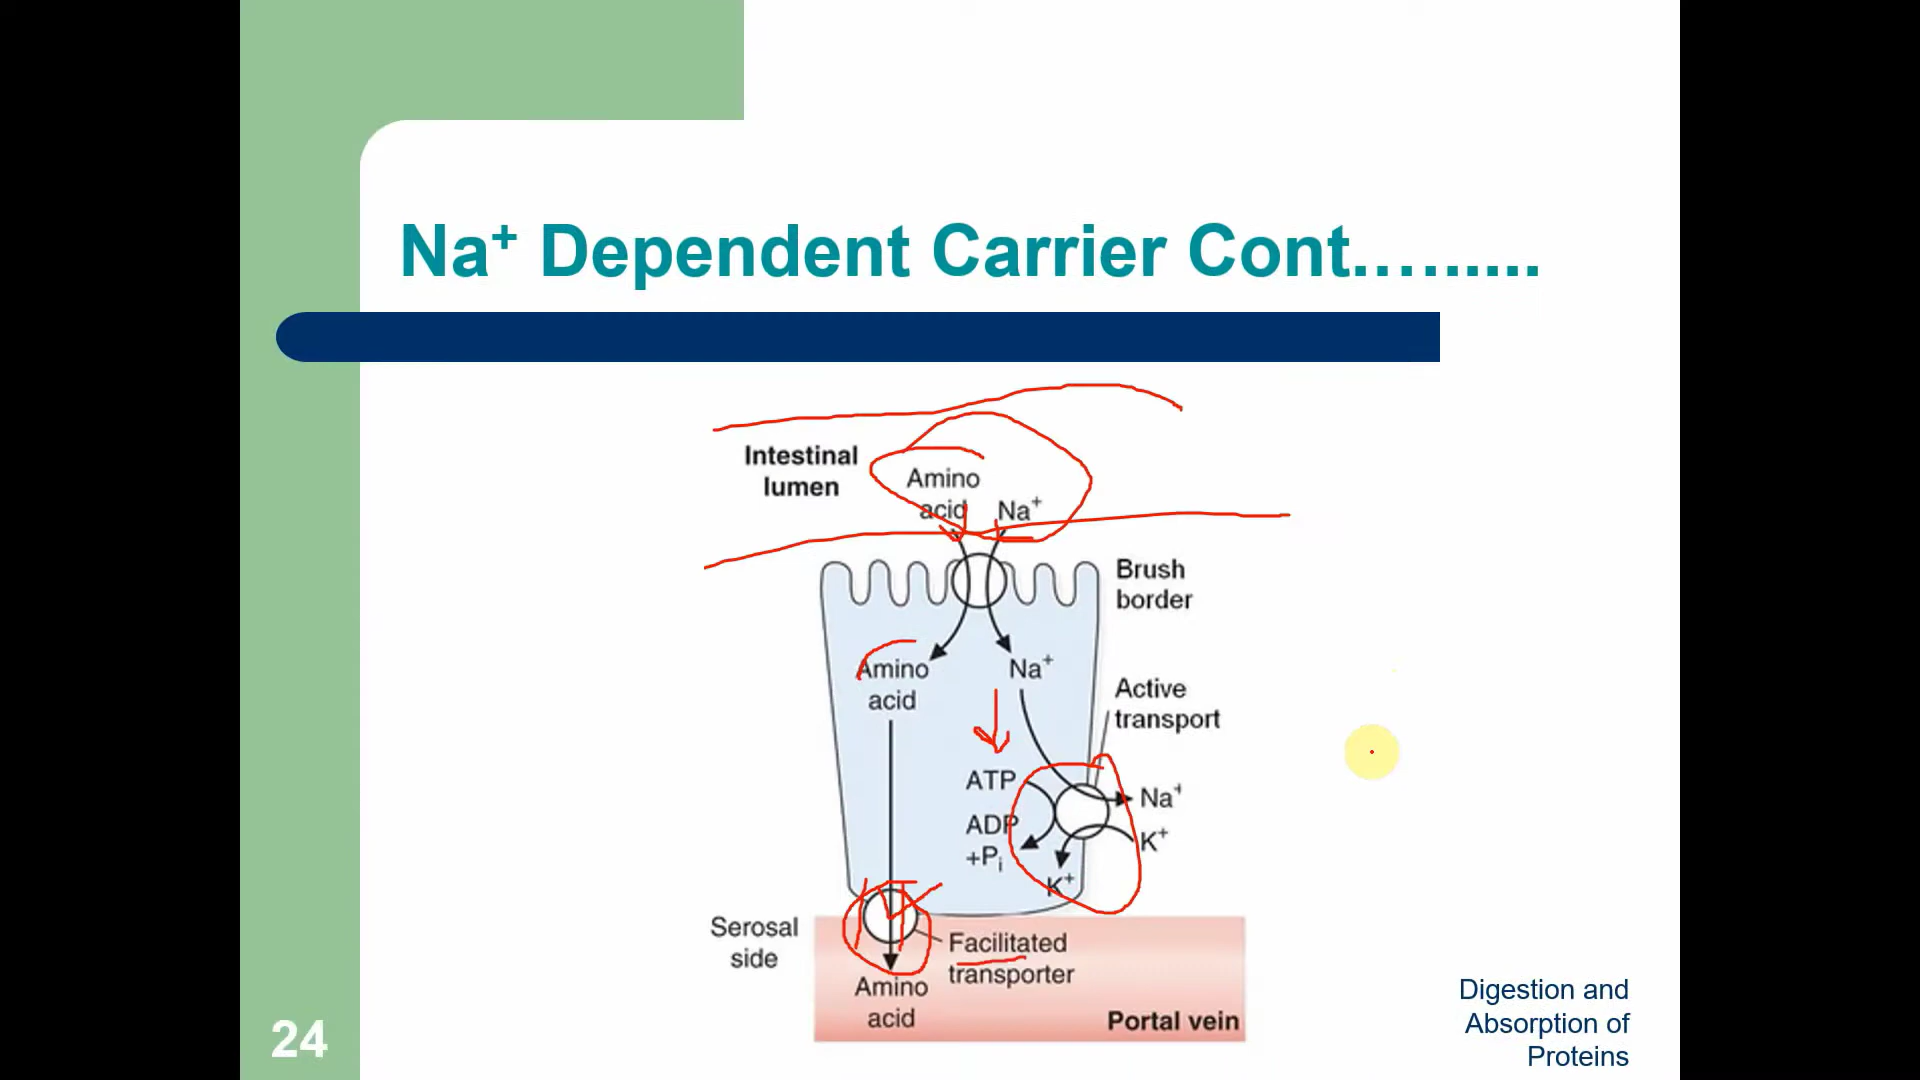 Na⁺ Dependent Carrier Cont………..
Intestinal
lumen
Amino
acid
Na⁺
Brush
border
Amino
acid
Na⁺
Active
transport
ATP
ADP
+Pi
Na⁺
K⁺
K⁺
Serosal
side
Facilitated
transporter
Amino
acid
Portal vein
24
Digestion and
Absorption of
Proteins